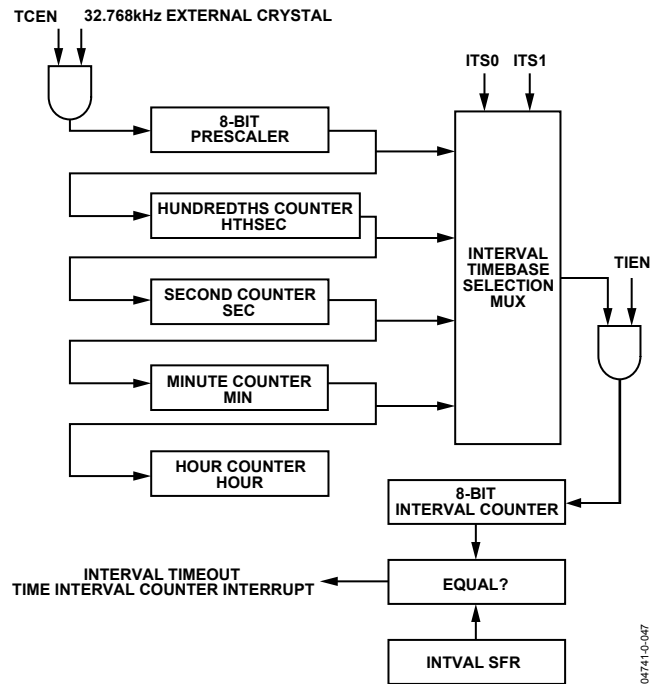 TCEN 32.768kHz EXTERNAL CRYSTAL
ITS0 ITS1
8-BIT
PRESCALER
HUNDREDTHS COUNTER
HTHSEC
INTERVAL
TIMEBASE
SELECTION
MUX
TIEN
SECOND COUNTER
SEC
MINUTE COUNTER
MIN
HOUR COUNTER
HOUR
8-BIT
INTERVAL COUNTER
INTERVAL TIMEOUT
TIME INTERVAL COUNTER INTERRUPT
EQUAL?
INTVAL SFR
04741-0-047